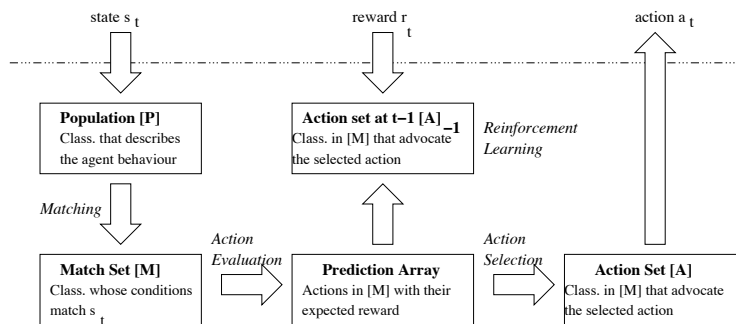 state s t
reward r t
action a t
Population [P]
Class. that describes
the agent behaviour
Action set at t−1 [A] −1
Class. in [M] that advocate
the selected action
Reinforcement
Learning
Matching
Action
Evaluation
Action
Selection
Match Set [M]
Class. whose conditions
match s t
Prediction Array
Actions in [M] with their
expected reward
Action Set [A]
Class. in [M] that advocate
the selected action